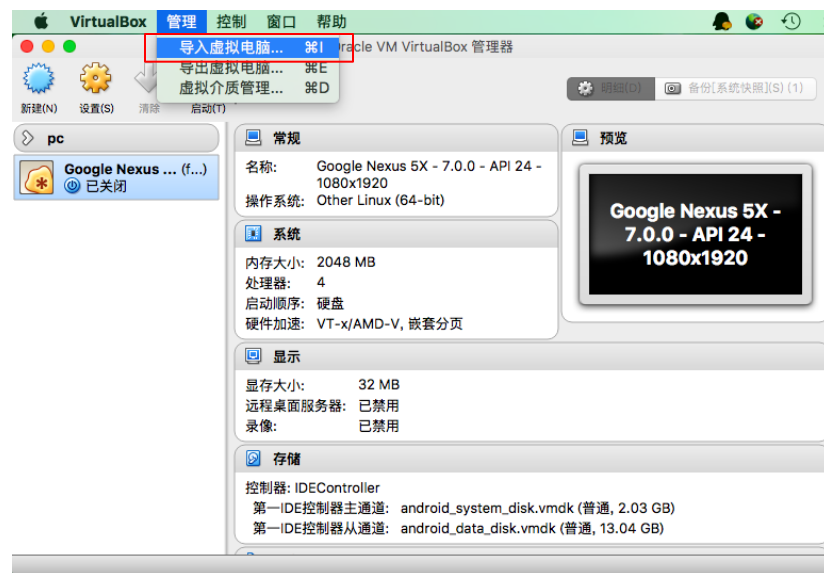 VirtualBox 管理 控制 窗口 帮助
导入虚拟电脑... ⌘I
racle VM VirtualBox 管理器
导出虚拟电脑... ⌘E
虚拟介质管理... ⌘D
明细(D) 备份[系统快照](S) (1)
新建(N) 设置(S) 清除 启动(T)
pc
Google Nexus ... (f...)
已关闭
常规
名称: Google Nexus 5X - 7.0.0 - API 24 -
1080x1920
操作系统: Other Linux (64-bit)
预览
Google Nexus 5X -
7.0.0 - API 24 -
1080x1920
系统
内存大小: 2048 MB
处理器: 4
启动顺序: 硬盘
硬件加速: VT-x/AMD-V, 嵌套分页
显示
显存大小: 32 MB
远程桌面服务器: 已禁用
录像: 已禁用
存储
控制器: IDEController
第一IDE控制器主通道: android_system_disk.vmdk (普通, 2.03 GB)
第一IDE控制器从通道: android_data_disk.vmdk (普通, 13.04 GB)